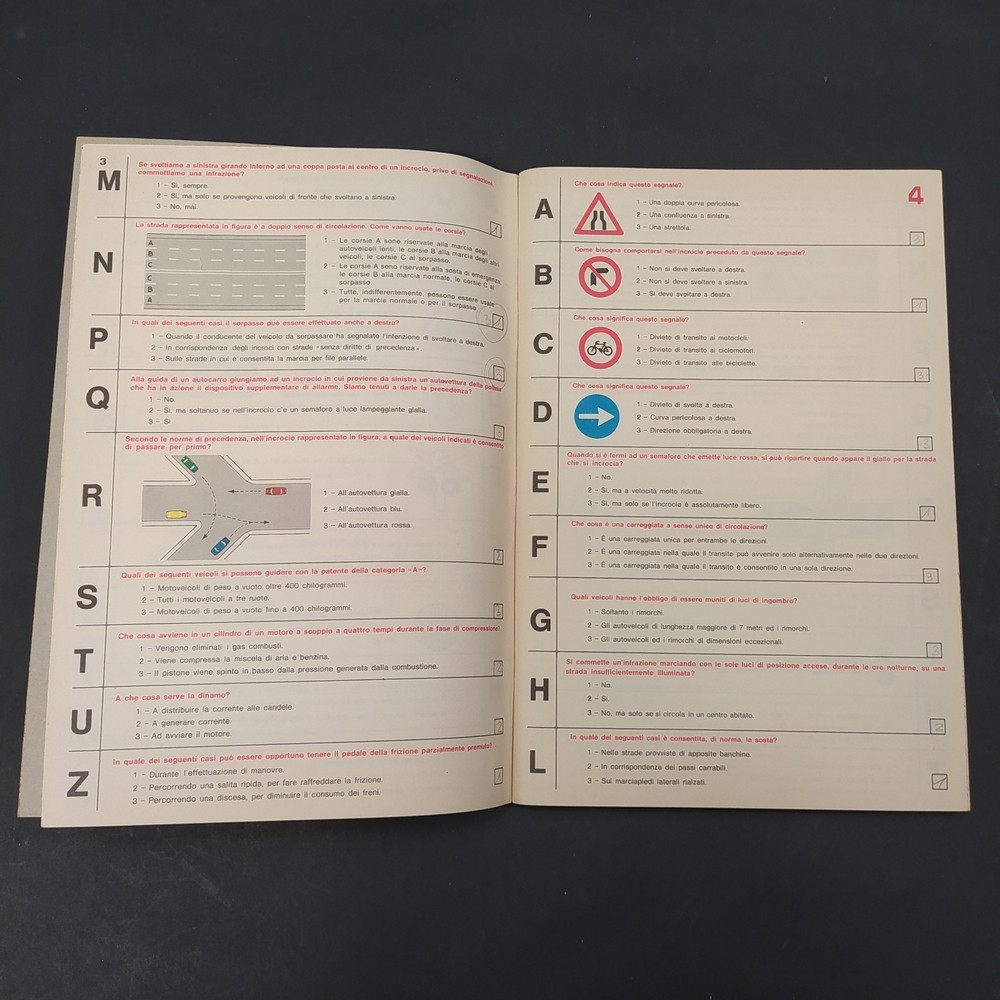 3
M
Se svoltiamo a sinistra girando intorno ad una coppa posta al centro di un incrocio, privo di segnalazioni,
commettiamo una infrazione?
1 - Si, sempre.
2 - Si, ma solo se provengono veicoli di fronte che svoltano a sinistra.
3 - No, mai.
1
N
La strada rappresentata in figura è a doppio senso di circolazione. Come vanno usate le corsie?
A
B
C
C
B
A
1 - Le corsie A sono riservate alla marcia degli
autoveicoli lenti, le corsie B alla marcia degli altri
veicoli, le corsie C al sorpasso.
2 - Le corsie A sono riservate alla sosta di emergenza,
le corsie B alla marcia normale, le corsie C al
sorpasso.
3 - Tutte, indifferentemente, possono essere usate
per la marcia normale o per il sorpasso.
3 1
P
In quali dei seguenti casi il sorpasso può essere effettuato anche a destra?
1 - Quando il conducente del veicolo da sorpassare ha segnalato l'intenzione di svoltare a destra.
2 - In corrispondenza degli incroci con strade «senza diritto di precedenza»
3 - Sulle strade in cui è consentita la marcia per file parallele.
3
Q
Alla guida di un autocarro giungiamo ad un incrocio in cui proviene da sinistra un'autovettura della polizia
che ha in azione il dispositivo supplementare di allarme. Siamo tenuti a darle la precedenza?
1 - No.
2 - Si, ma soltanuo se nell'incrocio c'e un semaforo a luce lampeggiante gialla.
3 - Si
3
R
Secondo le norme di precedenza, nell'incrocio rappresentato in figura, a quale dei veicoli indicati è consentito
di passare per primo?
1 - All'autovettura gialla.
2 - All'autovettura blu.
3 - All'autovettura rossa.
2
S
Quali dei seguenti veicoli si possono guidare con la patente della categoria «A»?
1 - Motoveicoli di peso a vuoto oltre 400 chilogrammi.
2 - Tutti i motoveicoli a tre ruote.
3 - Motoveicoli di peso a vuoto fino a 400 chilogrammi.
3
T
Che cosa avviene in un cilindro di un motore a scoppio a quattro tempi durante la fase di compressione?
1 - Vengono eliminati i gas combusti.
2 - Viene compressa la miscela di aria e benzina.
3 - Il pistone viene spinto in basso dalla pressione generata dalla combustione.
2
U
A che cosa serve la dinamo?
1 - A distribuire la corrente alle candele.
2 - A generare corrente.
3 - Ad avviare il motore.
2
Z
In quale dei seguenti casi può essere opportuno tenere il pedale della frizione parzialmente premuto?
1 - Durante l'effettuazione di manovre.
2 - Percorrendo una salita ripida, per fare raffreddare la frizione.
3 - Percorrendo una discesa, per diminuire il consumo dei freni.
1
4
A
Che cosa indica questo segnale?
1 - Una doppia curva pericolosa.
2 - Una confluenza a sinistra.
3 - Una strettoia.
3
B
Come bisogna comportarsi nell'incrocio preceduto da questo segnale?
1 - Non si deve svoltare a destra.
2 - Non si deve svoltare a sinistra.
3 - Si deve svoltare a destra.
1
C
Che cosa significa questo segnale?
1 - Divieto di transito ai motocicli.
2 - Divieto di transito ai ciclomotori.
3 - Divieto di transito alle biciclette.
3
D
Che cosa significa questo segnale?
1 - Divieto di svolta a destra.
2 - Curva pericolosa a destra.
3 - Direzione obbligatoria a destra.
3
E
Quando si è fermi ad un semaforo che emette luce rossa, si può ripartire quando appare il giallo per la strada
che si incrocia?
1 - No.
2 - Si, ma a velocità molto ridotta.
3 - Si, ma solo se l'incrocio è assolutamente libero.
1
F
Che cosa è una carreggiata a senso unico di circolazione?
1 - È una carreggiata unica per entrambe le direzioni.
2 - È una carreggiata nella quale il transito può avvenire solo alternativamente nelle due direzioni.
3 - È una carreggiata nella quale il transito è consentito in una sola direzione.
3
G
Quali veicoli hanno l'obbligo di essere muniti di luci di ingombro?
1 - Soltanto i rimorchi.
2 - Gli autoveicoli di lunghezza maggiore di 7 metri ed i rimorchi.
3 - Gli autoveicoli ed i rimorchi di dimensioni eccezionali.
3
H
Si commette un'infrazione marciando con le sole luci di posizione accese, durante le ore notturne, su una
strada insufficientemente illuminata?
1 - No.
2 - Si.
3 - No, ma solo se si circola in un centro abitato.
2
L
In quale dei seguenti casi è consentita, di norma, la sosta?
1 - Nelle strade provviste di apposite banchine.
2 - In corrispondenza dei passi carrabili.
3 - Sui marciapiedi laterali rialzati.
1